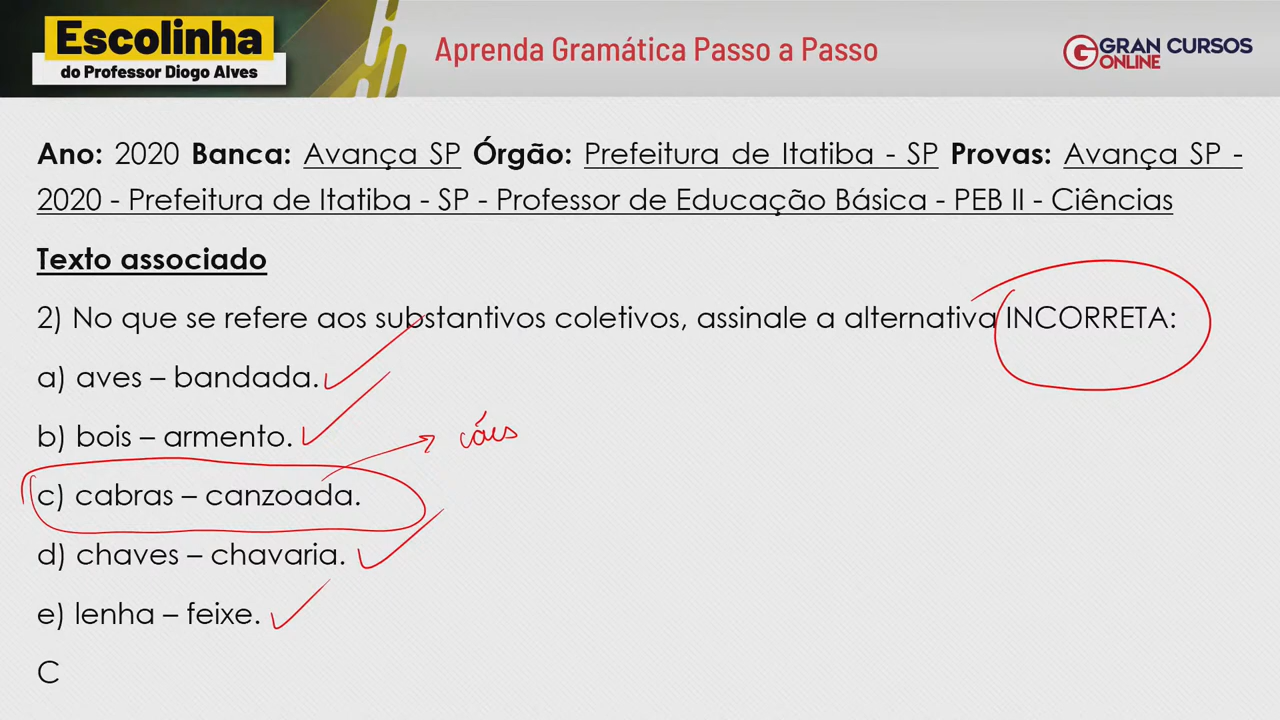 Escolinha
do Professor Diogo Alves
Aprenda Gramática Passo a Passo
GRAN CURSOS
ONLINE
Ano: 2020 Banca: Avança SP Órgão: Prefeitura de Itatiba - SP Provas: Avança SP -
2020 - Prefeitura de Itatiba - SP - Professor de Educação Básica - PEB II - Ciências
Texto associado
2) No que se refere aos substantivos coletivos, assinale a alternativa INCORRETA:
a) aves – bandada.
b) bois – armento.
cães
c) cabras – canzoada.
d) chaves – chavaria.
e) lenha – feixe.
C